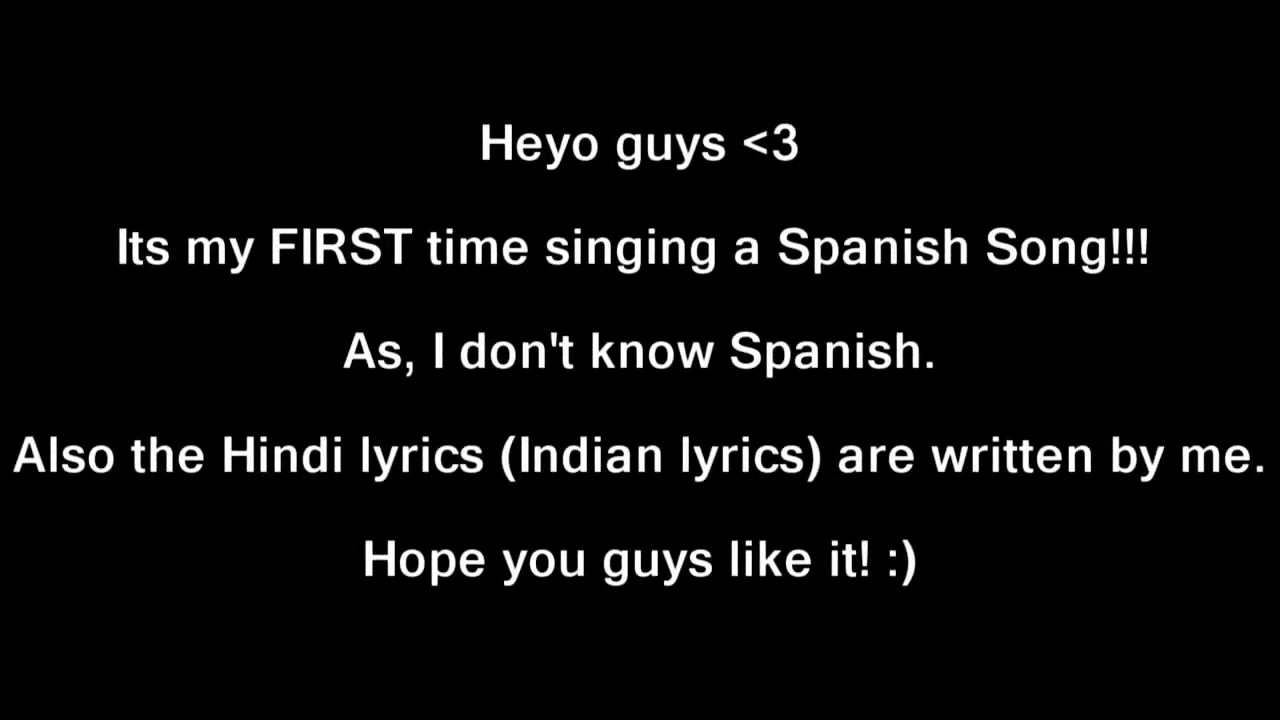 Heyo guys <3
Its my FIRST time singing a Spanish Song!!!
As, I don't know Spanish.
Also the Hindi lyrics (Indian lyrics) are written by me.
Hope you guys like it! :)